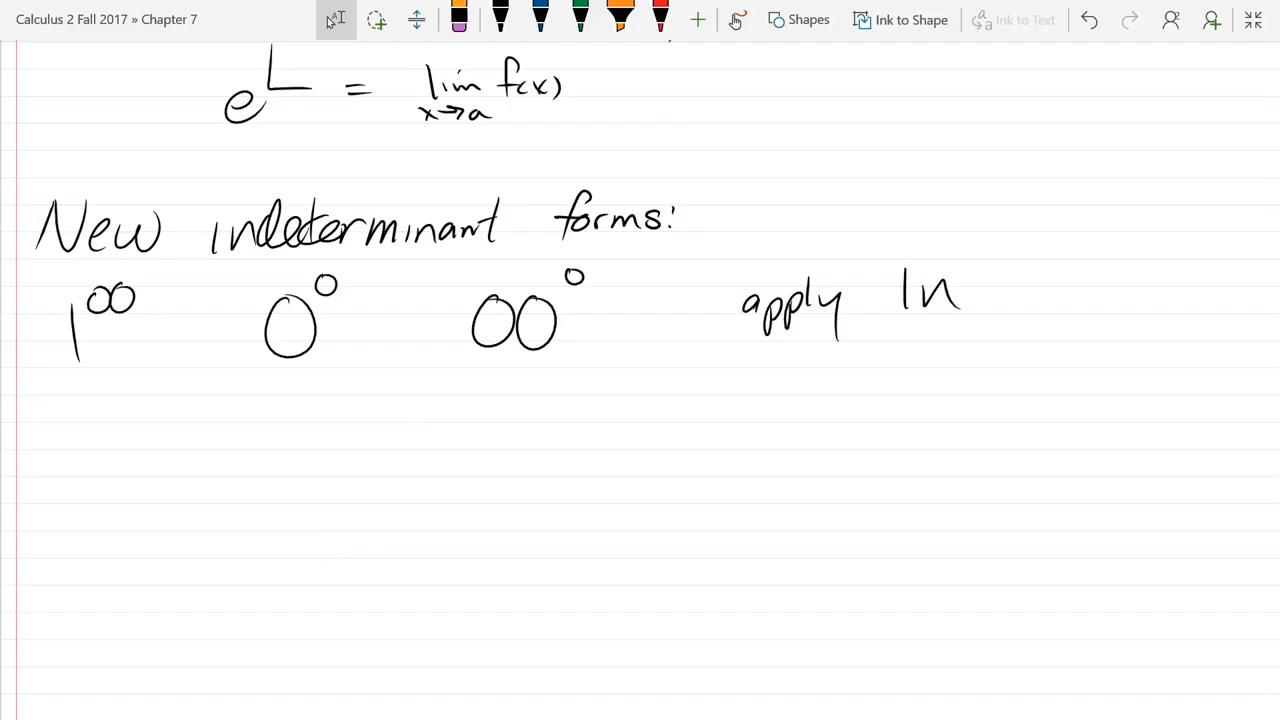 Calculus 2 Fall 2017 » Chapter 7
Shapes Ink to Shape Ink to Text
e^L = lim f(x)
x→a
New indeterminant forms:
1^∞ 0^0 ∞^0 apply ln